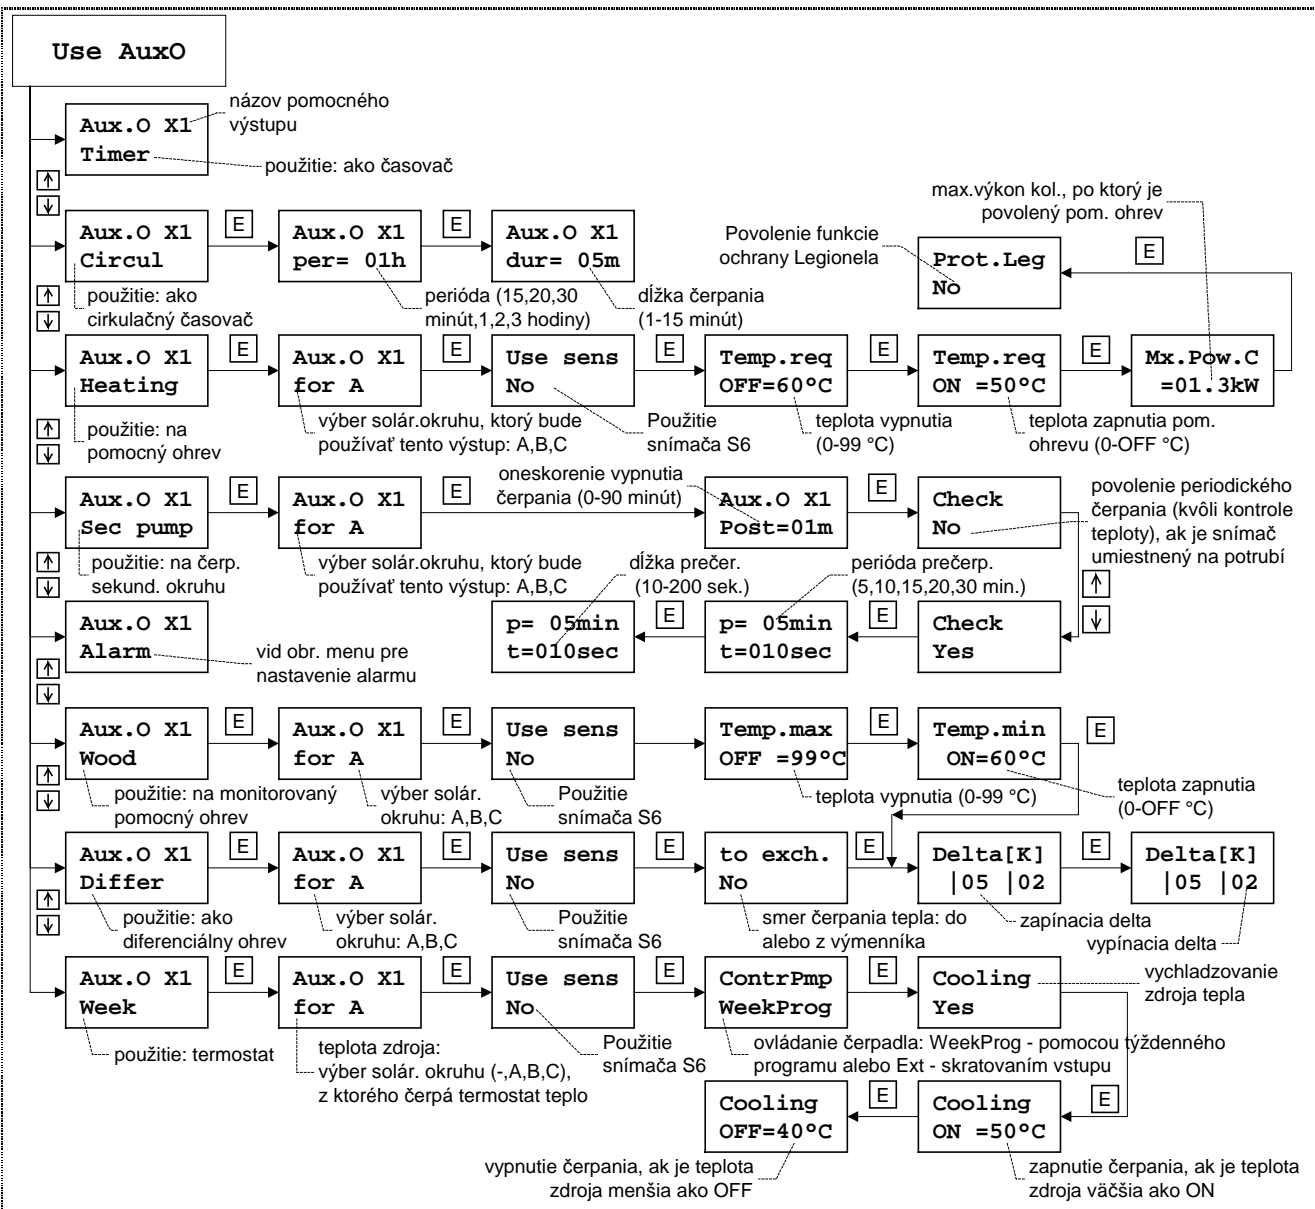 Use AuxO
názov pomocného
výstupu
Aux.O X1
Timer
použitie: ako časovač
max.výkon kol., po ktorý je
povolený pom. ohrev
Aux.O X1
Circul
E
Aux.O X1
per= 01h
E
Aux.O X1
dur= 05m
Povolenie funkcie
ochrany Legionela
Prot.Leg
No
E
použitie: ako
cirkulačný časovač
perióda (15,20,30
minút,1,2,3 hodiny)
dĺžka čerpania
(1-15 minút)
Aux.O X1
Heating
E
Aux.O X1
for A
E
Use sens
No
E
Temp.req
OFF=60°C
E
Temp.req
ON =50°C
E
Mx.Pow.C
=01.3kW
použitie: na
pomocný ohrev
výber solár.okruhu, ktorý bude
používať tento výstup: A,B,C
Použitie
snímača S6
teplota vypnutia
(0-99 °C)
teplota zapnutia pom.
ohrevu (0-OFF °C)
Aux.O X1
Sec pump
E
Aux.O X1
for A
E
oneskorenie vypnutia
čerpania (0-90 minút)
Aux.O X1
Post=01m
E
Check
No
povolenie periodického
čerpania (kvôli kontrole
teploty), ak je snímač
umiestnený na potrubí
použitie: na čerp.
sekund. okruhu
výber solár.okruhu, ktorý bude
používať tento výstup: A,B,C
dĺžka prečer.
(10-200 sek.)
perióda prečerp.
(5,10,15,20,30 min.)
Aux.O X1
Alarm
vid obr. menu pre
nastavenie alarmu
p= 05min
t=010sec
E
p= 05min
t=010sec
E
Check
Yes
Aux.O X1
Wood
E
Aux.O X1
for A
E
Use sens
No
Temp.max
OFF =99°C
E
Temp.min
ON=60°C
E
použitie: na monitorovaný
pomocný ohrev
výber solár.
okruhu: A,B,C
Použitie
snímača S6
teplota vypnutia (0-99 °C)
teplota zapnutia
(0-OFF °C)
Aux.O X1
Differ
E
Aux.O X1
for A
E
Use sens
No
E
to exch.
No
E
Delta[K]
|05 |02
E
Delta[K]
|05 |02
použitie: ako
diferenciálny ohrev
výber solár.
okruhu: A,B,C
Použitie
snímača S6
smer čerpania tepla: do
alebo z výmenníka
zapínacia delta
vypínacia delta
Aux.O X1
Week
E
Aux.O X1
for A
E
Use sens
No
E
ContrPmp
WeekProg
E
Cooling
Yes
vychladzovanie
zdroja tepla
použitie: termostat
teplota zdroja:
výber solár. okruhu (-,A,B,C),
z ktorého čerpá termostat teplo
Použitie
snímača S6
ovládanie čerpadla: WeekProg - pomocou týždenného
programu alebo Ext - skratovaním vstupu
Cooling
OFF=40°C
E
Cooling
ON =50°C
E
vypnutie čerpania, ak je teplota
zdroja menšia ako OFF
zapnutie čerpania, ak je teplota
zdroja väčšia ako ON